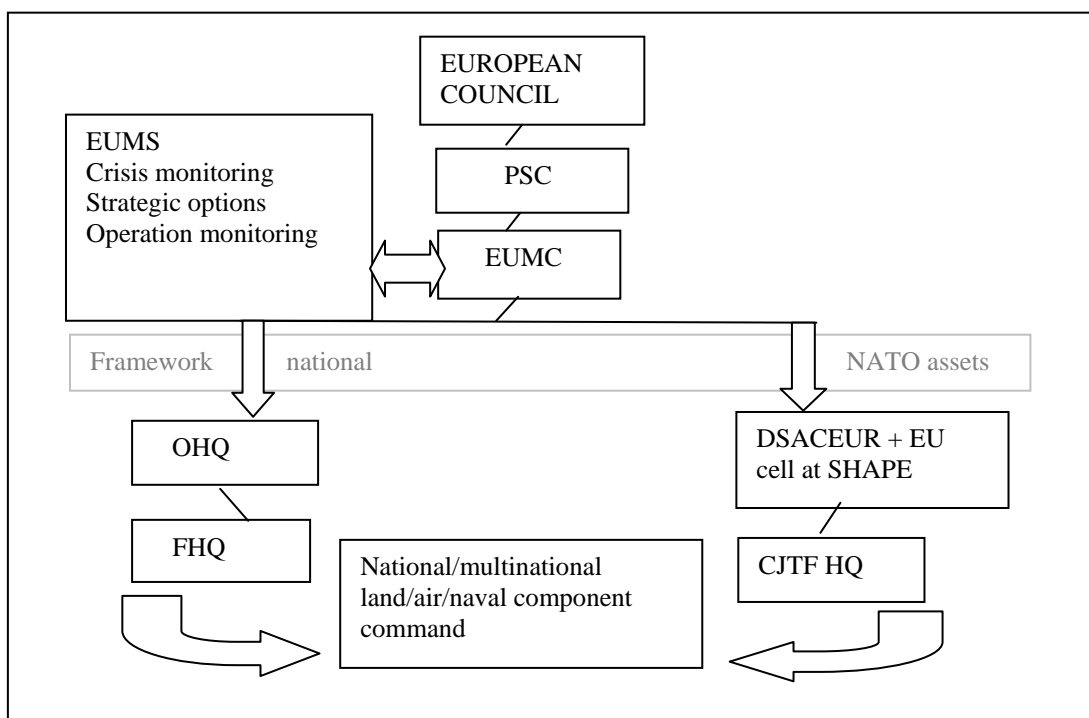 EUROPEAN
COUNCIL
EUMS
Crisis monitoring
Strategic options
Operation monitoring
PSC
EUMC
Framework national NATO assets
OHQ
DSACEUR + EU
cell at SHAPE
FHQ
National/multinational
land/air/naval component
command
CJTF HQ